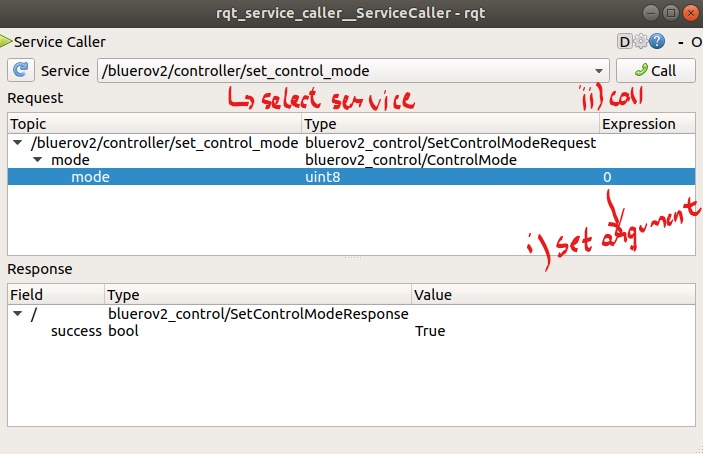 rqt_service_caller__ServiceCaller - rqt
Service Caller D ? - O
Service /bluerov2/controller/set_control_mode Call
↳ select service ii) call
Request
Topic Type Expression
/bluerov2/controller/set_control_mode bluerov2_control/SetControlModeRequest
mode bluerov2_control/ControlMode
mode uint8 0
i) set argument
Response
Field Type Value
/ bluerov2_control/SetControlModeResponse
success bool True